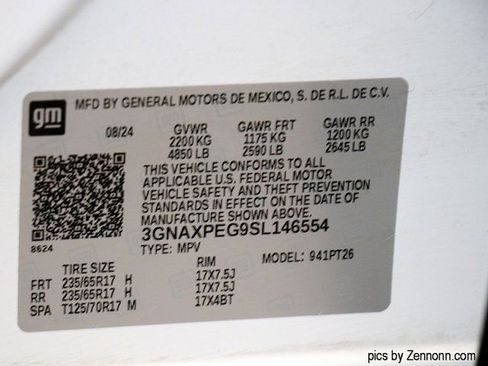 gm MFD BY GENERAL MOTORS DE MEXICO, S. DE R.L. DE C.V.
08/24 GVWR GAWR FRT GAWR RR
2200 KG 1175 KG 1200 KG
4850 LB 2590 LB 2645 LB
THIS VEHICLE CONFORMS TO ALL
APPLICABLE U.S. FEDERAL MOTOR
VEHICLE SAFETY AND THEFT PREVENTION
STANDARDS IN EFFECT ON THE DATE OF
MANUFACTURE SHOWN ABOVE.
8624 3GNAXPEG9SL146554
TYPE: MPV MODEL: 941PT26
TIRE SIZE RIM
FRT 235/65R17 H 17X7.5J
RR 235/65R17 H 17X7.5J
SPA T125/70R17 M 17X4BT
pics by Zennonn.com